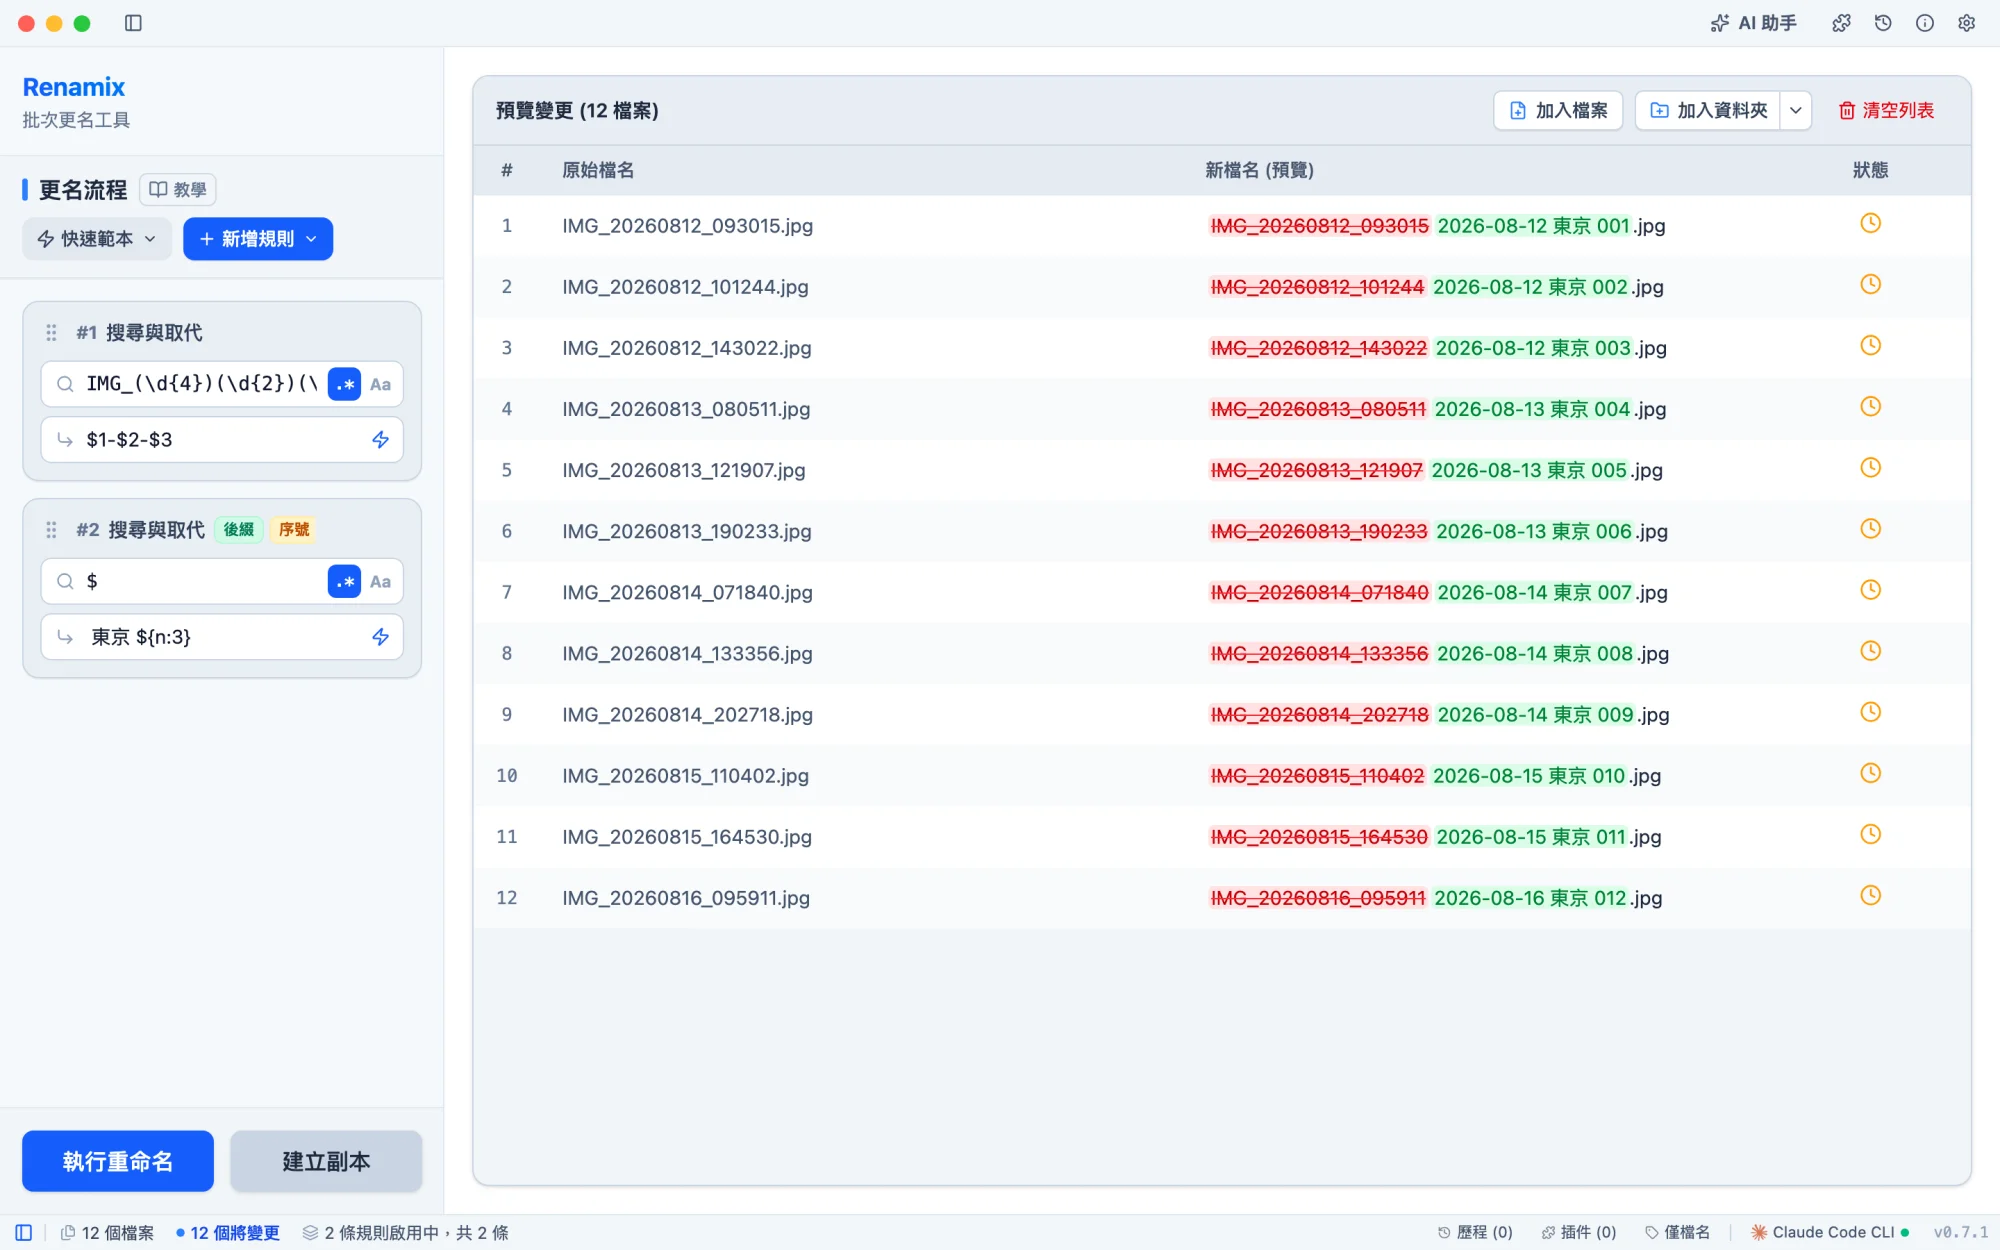 AI 助手
Renamix
批次更名工具
更名流程 教學
快速範本 新增規則
#1 搜尋與取代
IMG_(\d{4})(\d{2})(\ .* Aa
$1-$2-$3
#2 搜尋與取代 後綴 序號
$ .* Aa
東京 ${n:3}
執行重命名 建立副本
預覽變更 (12 檔案) 加入檔案 加入資料夾 清空列表
# 原始檔名 新檔名 (預覽) 狀態
1 IMG_20260812_093015.jpg IMG_20260812_093015 2026-08-12 東京 001.jpg
2 IMG_20260812_101244.jpg IMG_20260812_101244 2026-08-12 東京 002.jpg
3 IMG_20260812_143022.jpg IMG_20260812_143022 2026-08-12 東京 003.jpg
4 IMG_20260813_080511.jpg IMG_20260813_080511 2026-08-13 東京 004.jpg
5 IMG_20260813_121907.jpg IMG_20260813_121907 2026-08-13 東京 005.jpg
6 IMG_20260813_190233.jpg IMG_20260813_190233 2026-08-13 東京 006.jpg
7 IMG_20260814_071840.jpg IMG_20260814_071840 2026-08-14 東京 007.jpg
8 IMG_20260814_133356.jpg IMG_20260814_133356 2026-08-14 東京 008.jpg
9 IMG_20260814_202718.jpg IMG_20260814_202718 2026-08-14 東京 009.jpg
10 IMG_20260815_110402.jpg IMG_20260815_110402 2026-08-15 東京 010.jpg
11 IMG_20260815_164530.jpg IMG_20260815_164530 2026-08-15 東京 011.jpg
12 IMG_20260816_095911.jpg IMG_20260816_095911 2026-08-16 東京 012.jpg
12 個檔案 12 個將變更 2 條規則啟用中，共 2 條 歷程 (0) 插件 (0) 僅檔名 Claude Code CLI v0.7.1